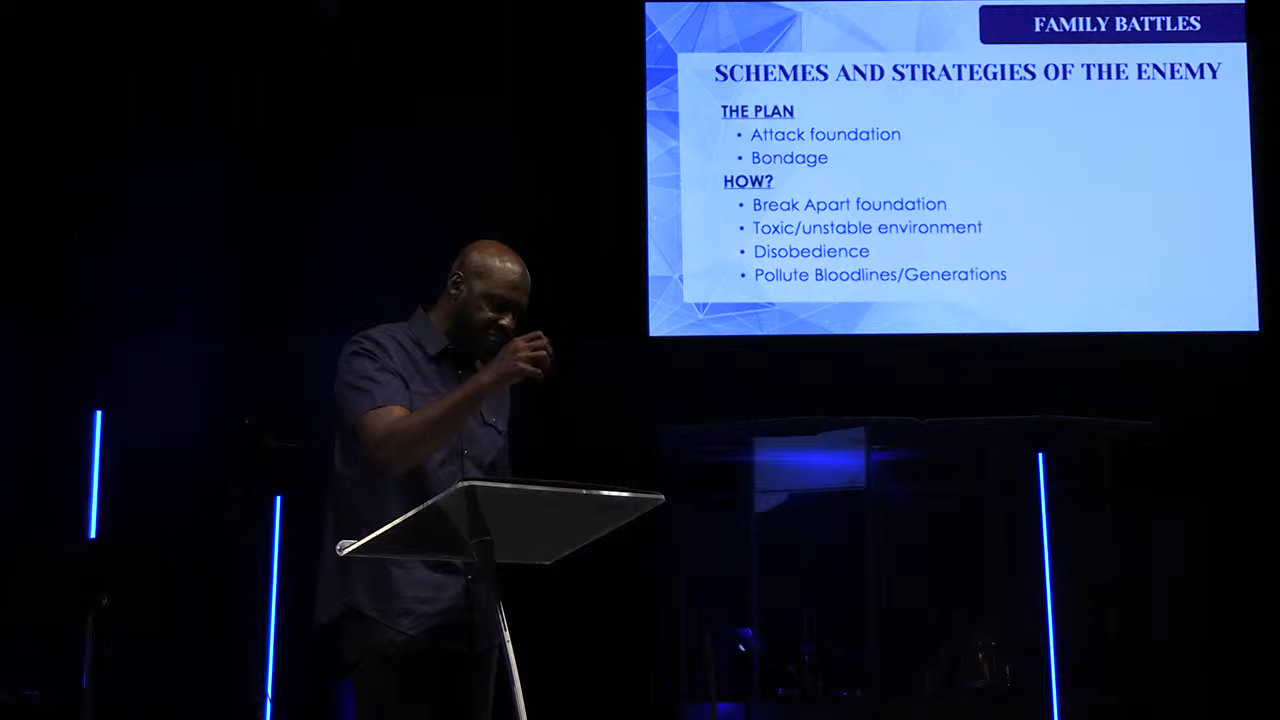 FAMILY BATTLES
SCHEMES AND STRATEGIES OF THE ENEMY
THE PLAN
• Attack foundation
• Bondage
HOW?
• Break Apart foundation
• Toxic/unstable environment
• Disobedience
• Pollute Bloodlines/Generations